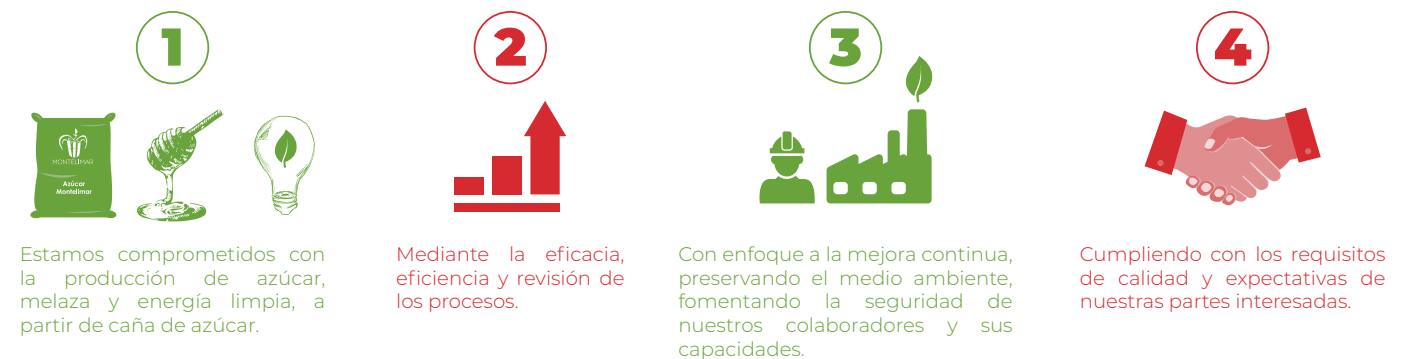 1
MONTELIMAR
Azúcar
Montelimar
Estamos comprometidos con
la producción de azúcar,
melaza y energía limpia, a
partir de caña de azúcar.
2
Mediante la eficacia,
eficiencia y revisión de
los procesos.
3
Con enfoque a la mejora continua,
preservando el medio ambiente,
fomentando la seguridad de
nuestros colaboradores y sus
capacidades.
4
Cumpliendo con los requisitos
de calidad y expectativas de
nuestras partes interesadas.